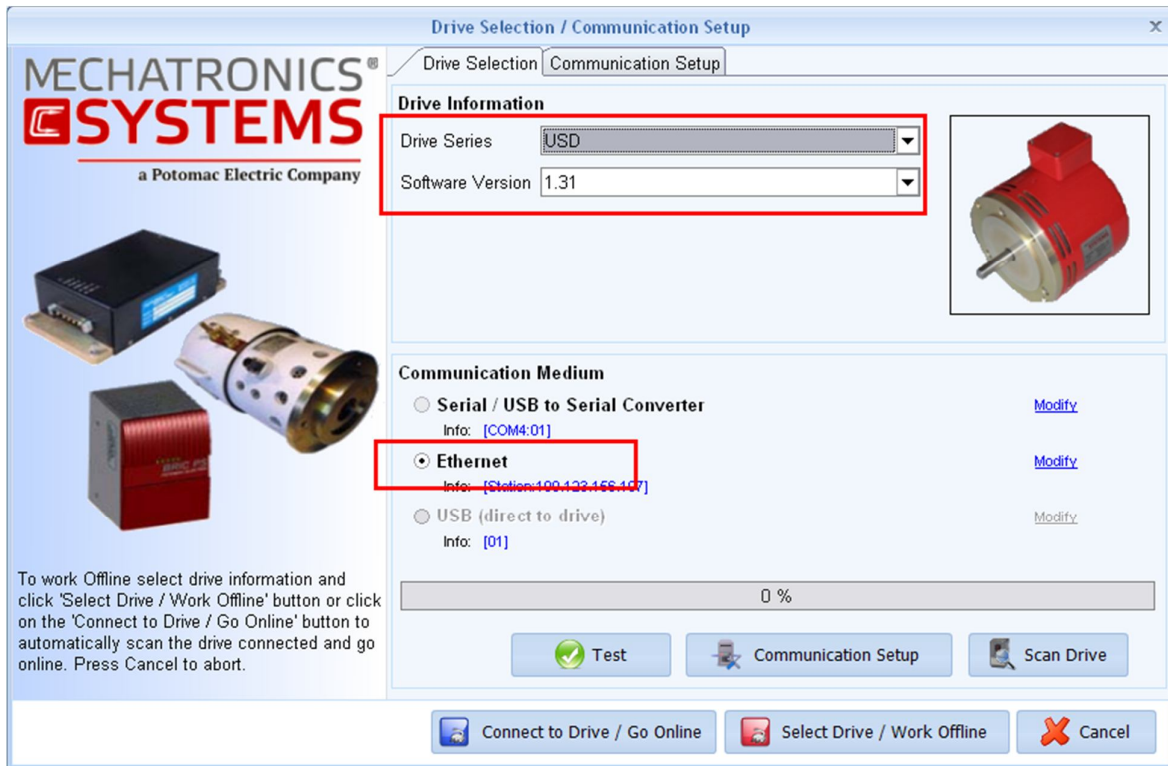 Drive Selection / Communication Setup
x
MECHATRONICS®
SYSTEMS
a Potomac Electric Company
Drive Selection
Communication Setup
Drive Information
Drive Series USD
Software Version 1.31
Communication Medium
Serial / USB to Serial Converter Modify
Info: [COM4:01]
Ethernet Modify
Info: [Station:
USB (direct to drive) Modify
Info: [01]
0 %
Test
Communication Setup
Scan Drive
To work Offline select drive information and
click 'Select Drive / Work Offline' button or click
on the 'Connect to Drive / Go Online' button to
automatically scan the drive connected and go
online. Press Cancel to abort.
Connect to Drive / Go Online
Select Drive / Work Offline
Cancel